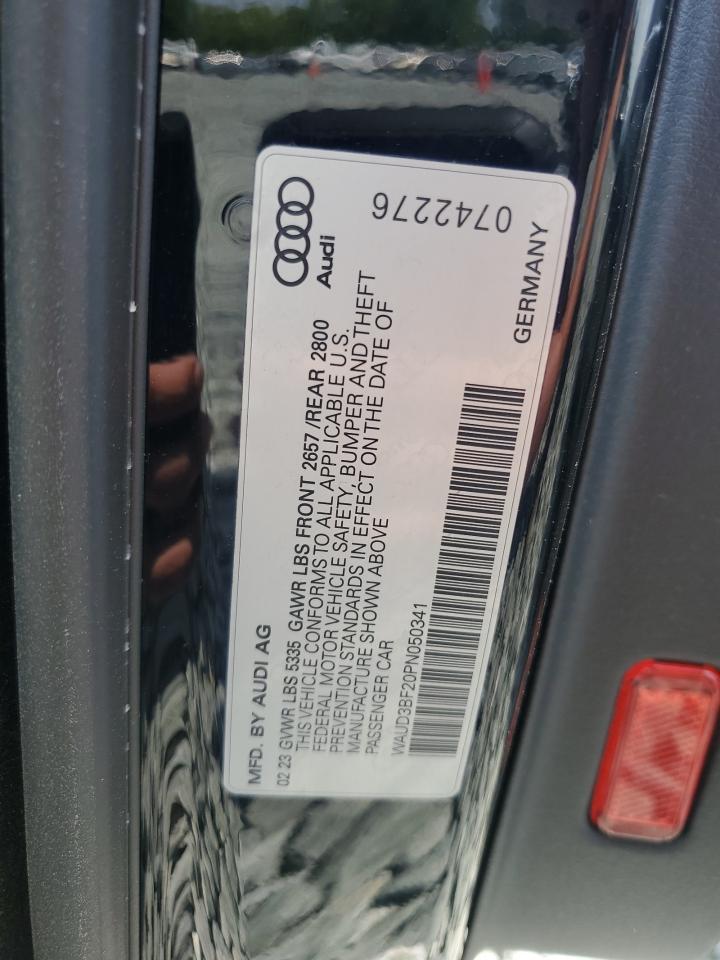 MFD. BY AUDI AG
Audi
02 23 GVWR LBS 5335 GAWR LBS FRONT 2657 /REAR 2800
THIS VEHICLE CONFORMS TO ALL APPLICABLE U.S.
FEDERAL MOTOR VEHICLE SAFETY, BUMPER AND THEFT
PREVENTION STANDARDS IN EFFECT ON THE DATE OF
MANUFACTURE SHOWN ABOVE
PASSENGER CAR
WAUD3BF20PN050341
GERMANY
0742276